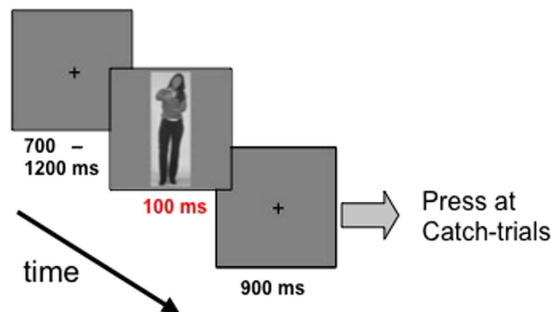 700 –
1200 ms
100 ms
Press at
Catch-trials
time
900 ms